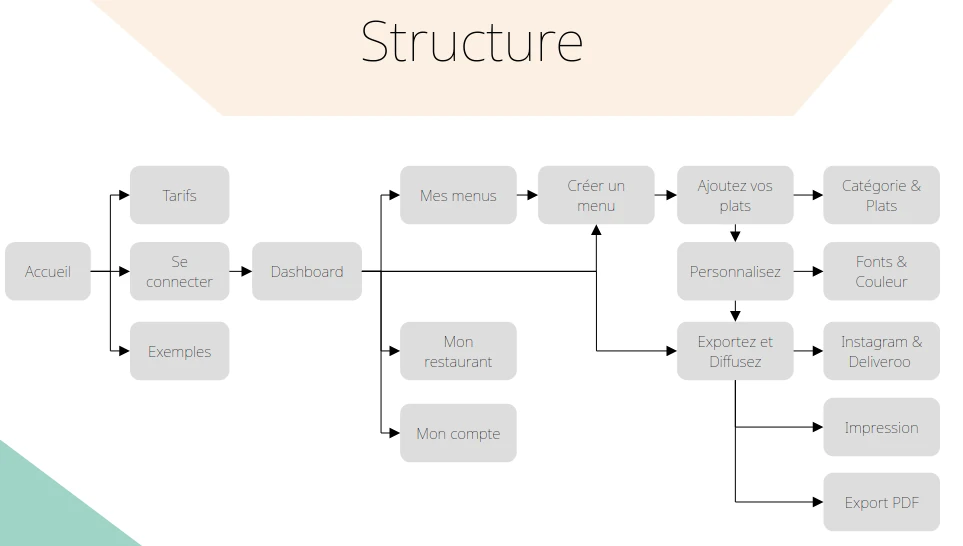 Structure
Tarifs
Mes menus
Créer un
menu
Ajoutez vos
plats
Catégorie &
Plats
Accueil
Se
connecter
Dashboard
Personnalisez
Fonts &
Couleur
Exemples
Mon
restaurant
Exportez et
Diffusez
Instagram &
Deliveroo
Mon compte
Impression
Export PDF